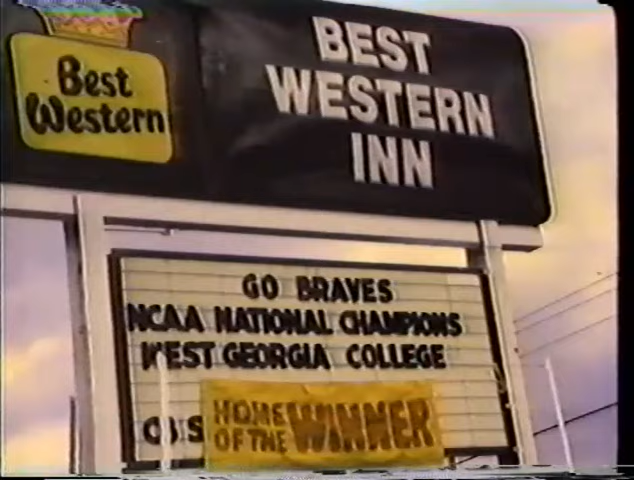 Best
Western
BEST
WESTERN
INN
GO BRAVES
NCAA NATIONAL CHAMPIONS
WEST GEORGIA COLLEGE
HOME
OF THE
WINNER